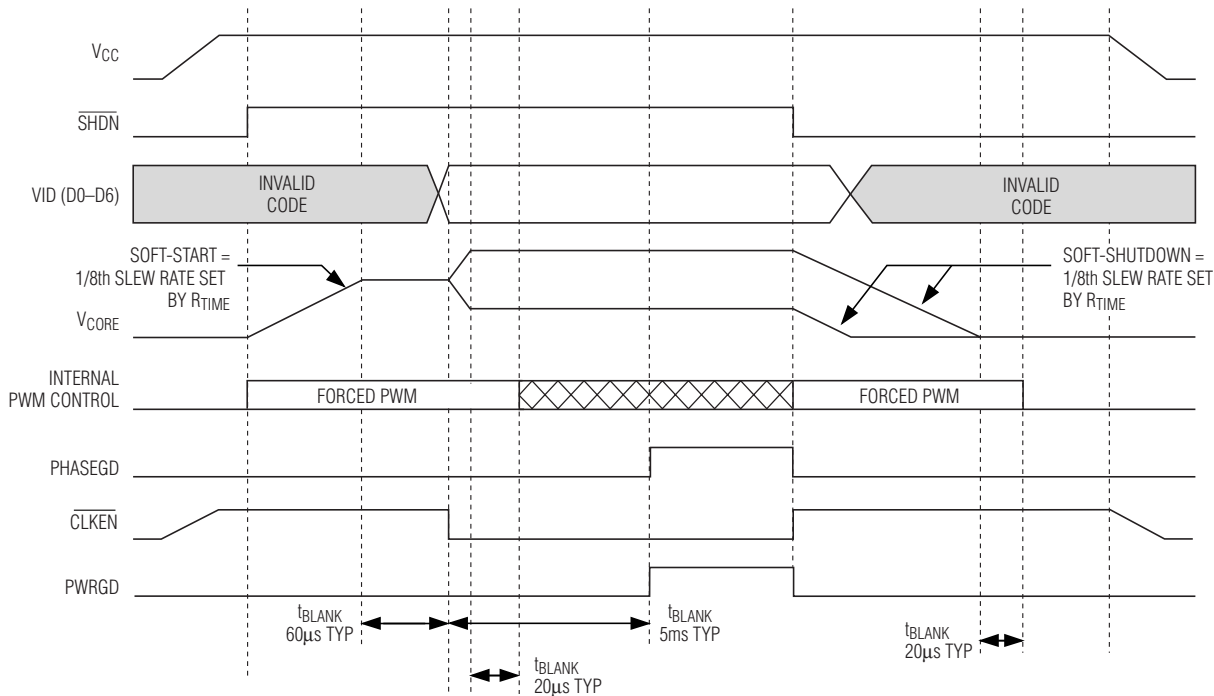 VCC
SHDN
VID (D0–D6)
INVALID
CODE
INVALID
CODE
SOFT-START =
1/8th SLEW RATE SET
BY RTIME
SOFT-SHUTDOWN =
1/8th SLEW RATE SET
BY RTIME
VCORE
INTERNAL
PWM CONTROL
FORCED PWM
FORCED PWM
PHASEGD
CLKEN
PWRGD
tBLANK
60µs TYP
tBLANK
5ms TYP
tBLANK
20µs TYP
tBLANK
20µs TYP